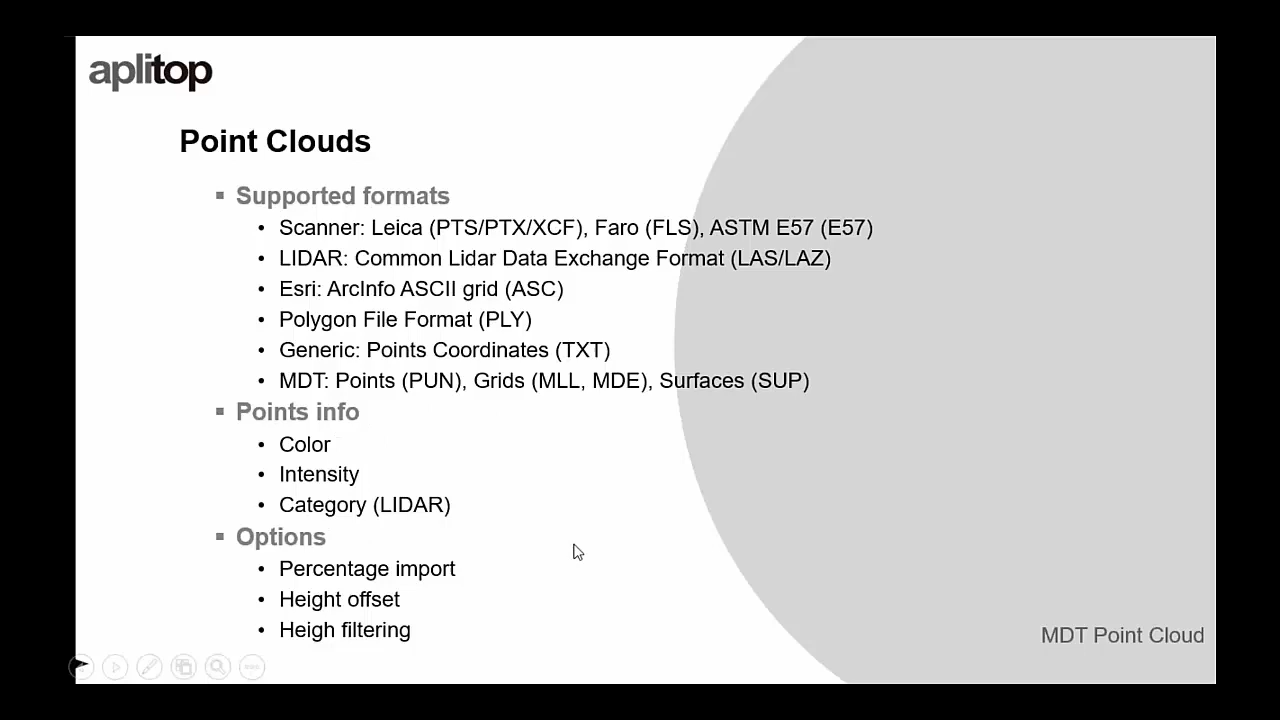 aplitop
Point Clouds
▪ Supported formats
• Scanner: Leica (PTS/PTX/XCF), Faro (FLS), ASTM E57 (E57)
• LIDAR: Common Lidar Data Exchange Format (LAS/LAZ)
• Esri: ArcInfo ASCII grid (ASC)
• Polygon File Format (PLY)
• Generic: Points Coordinates (TXT)
• MDT: Points (PUN), Grids (MLL, MDE), Surfaces (SUP)
▪ Points info
• Color
• Intensity
• Category (LIDAR)
▪ Options
• Percentage import
• Height offset
• Heigh filtering
MDT Point Cloud